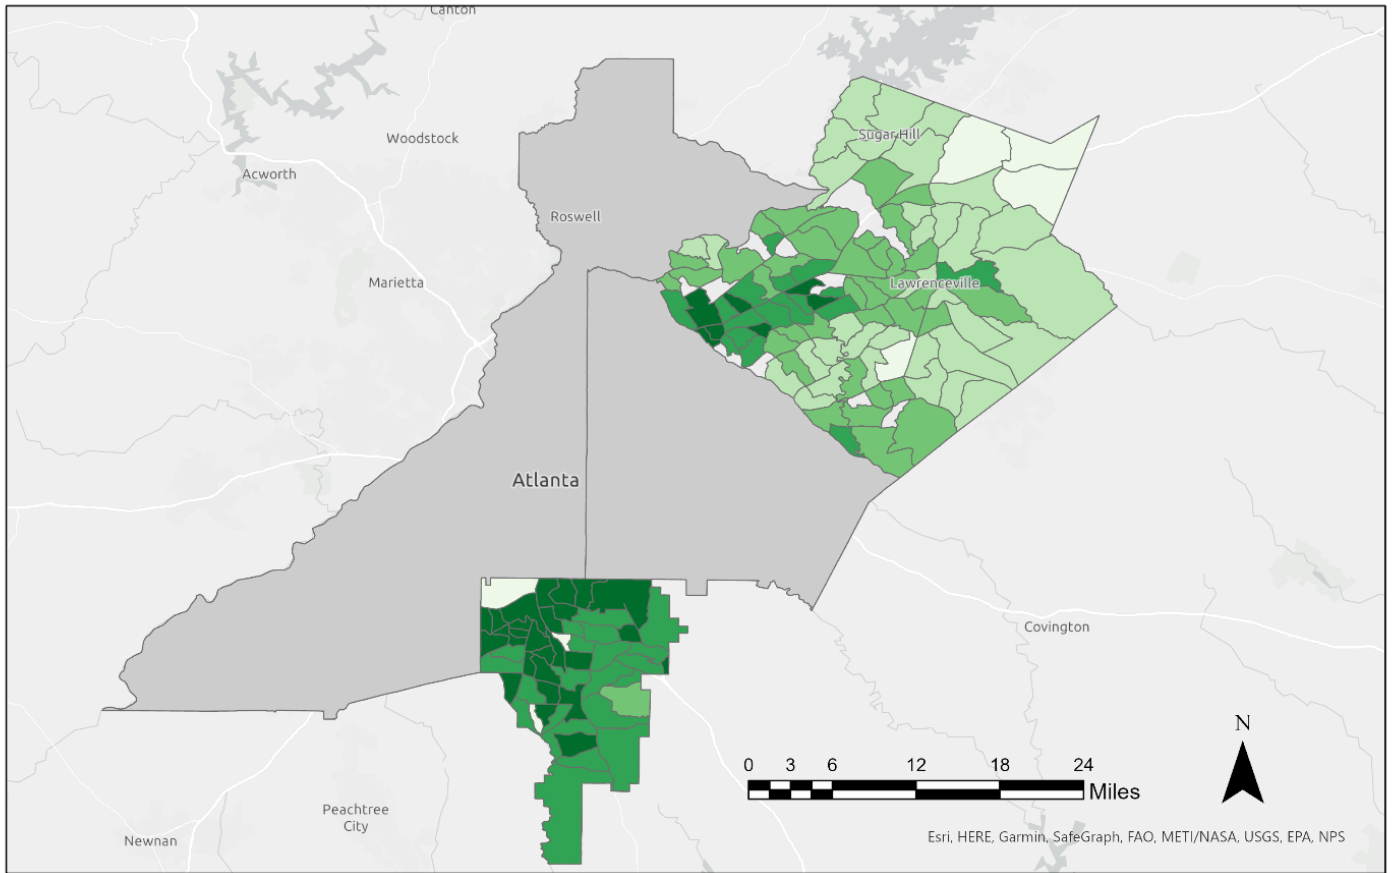 Canton
Woodstock
Sugar Hill
Acworth
Roswell
Marietta
Lawrenceville
Atlanta
Covington
N
0 3 6 12 18 24
Miles
Peachtree
City
Newnan
Esri, HERE, Garmin, SafeGraph, FAO, METI/NASA, USGS, EPA, NPS